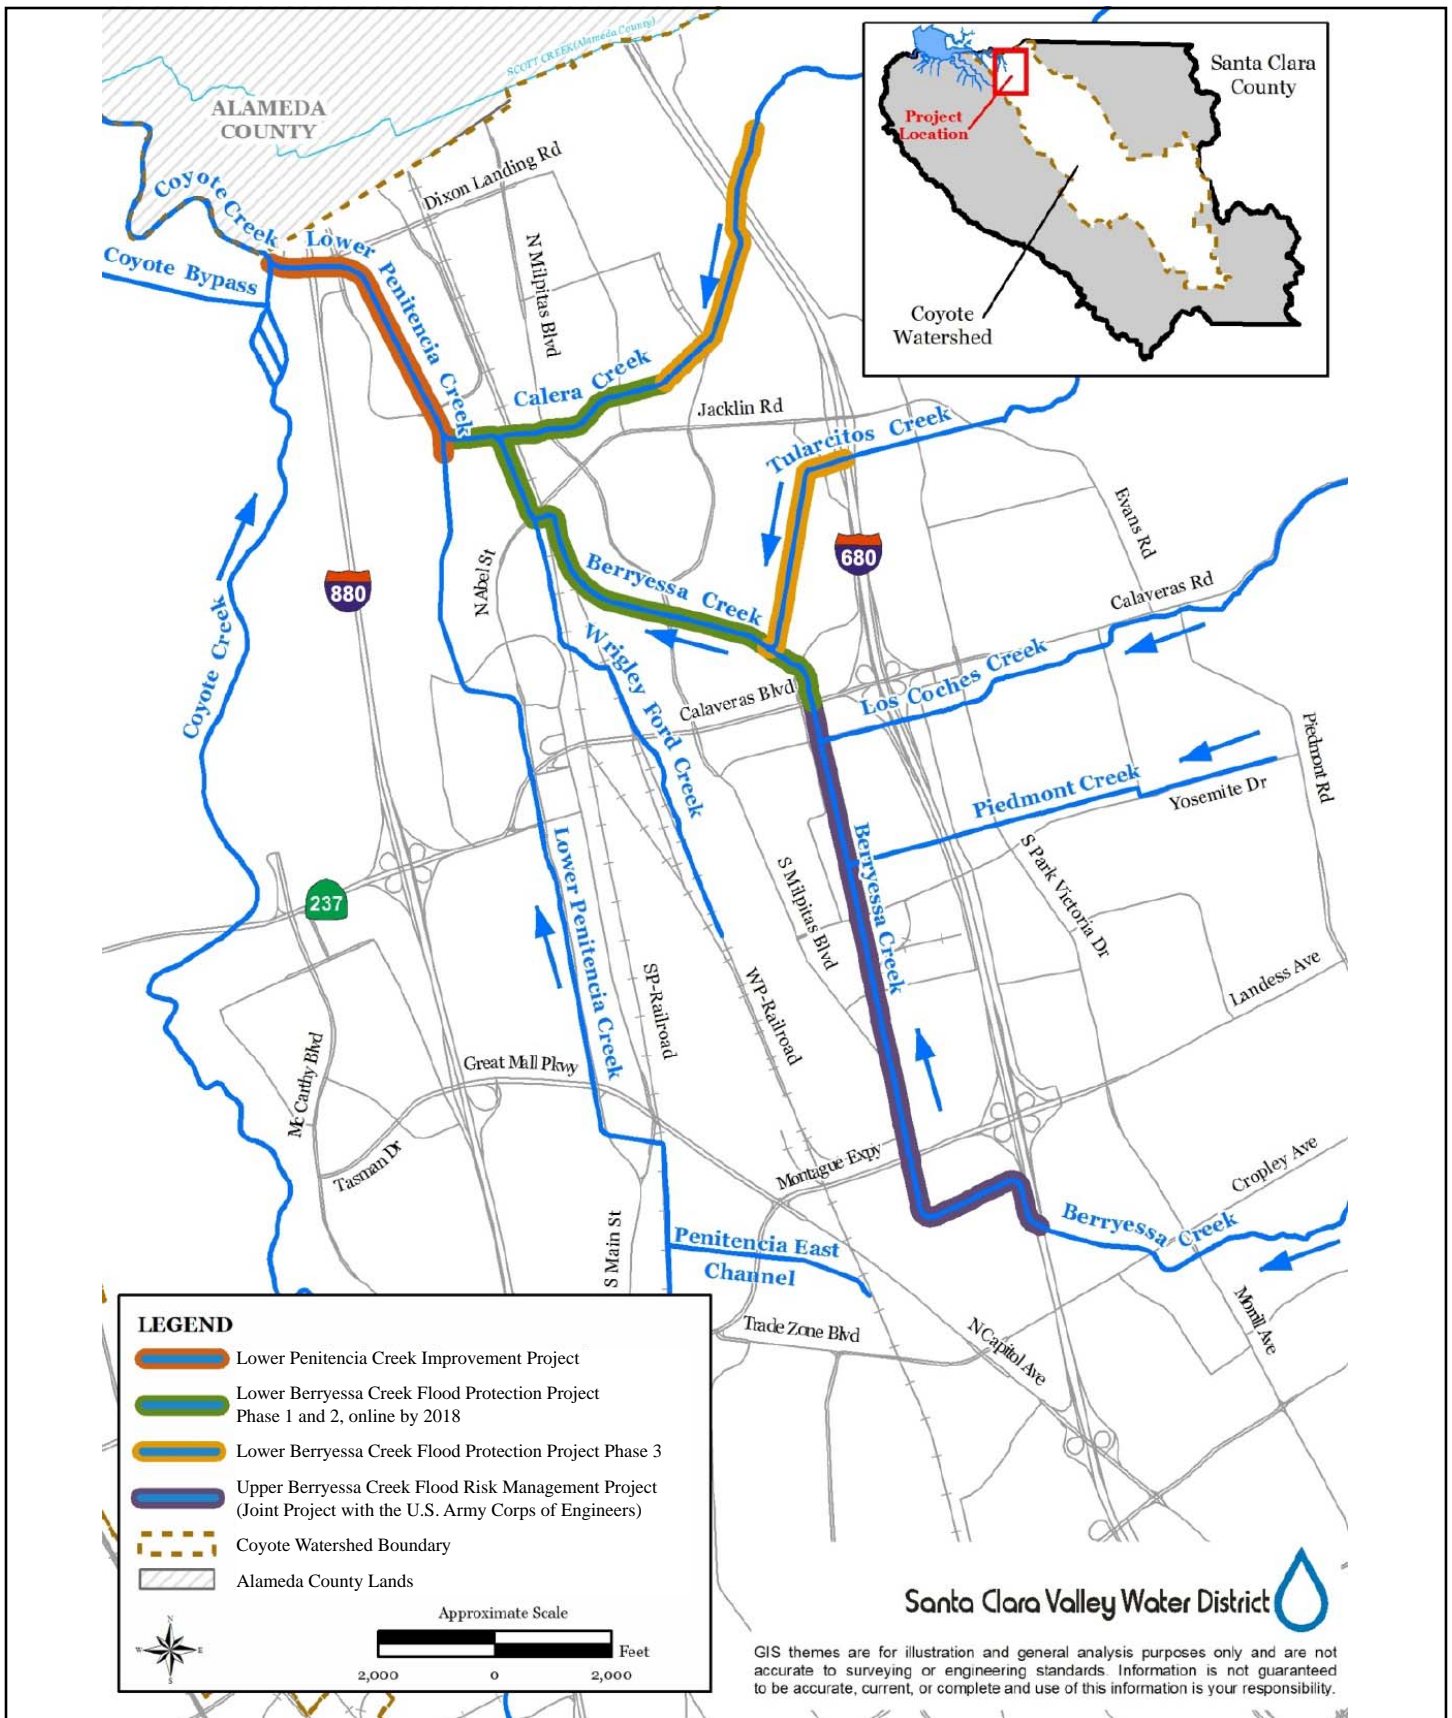 SCOTT CREEK(Alameda County)
ALAMEDA
COUNTY
Santa Clara
County
Project
Location
Coyote
Watershed
Dixon Landing Rd
Coyote Creek
Lower Penitencia Creek
Coyote Bypass
N Milpitas Blvd
Calera Creek
Jacklin Rd
Tularcitos Creek
Evans Rd
680
880
N Abel St
Berryessa Creek
Calaveras Rd
Coyote Creek
Wrigley Ford Creek
Calaveras Blvd
Los Coches Creek
Piedmont Rd
Piedmont Creek
Yosemite Dr
Lower Penitencia Creek
Berryessa Creek
S Milpitas Blvd
S Park Victoria Dr
237
SP-Railroad
WP-Railroad
Landess Ave
Mc Carthy Blvd
Great Mall Pkwy
Tasman Dr
Montague Expy
Cropley Ave
S Main St
Penitencia East
Channel
Berryessa Creek
Trade Zone Blvd
N Capitol Ave
Morrill Ave
LEGEND
Lower Penitencia Creek Improvement Project
Lower Berryessa Creek Flood Protection Project
Phase 1 and 2, online by 2018
Lower Berryessa Creek Flood Protection Project Phase 3
Upper Berryessa Creek Flood Risk Management Project
(Joint Project with the U.S. Army Corps of Engineers)
Coyote Watershed Boundary
Alameda County Lands
N
W
E
S
Approximate Scale
Feet
2,000 0 2,000
Santa Clara Valley Water District
GIS themes are for illustration and general analysis purposes only and are not
accurate to surveying or engineering standards. Information is not guaranteed
to be accurate, current, or complete and use of this information is your responsibility.